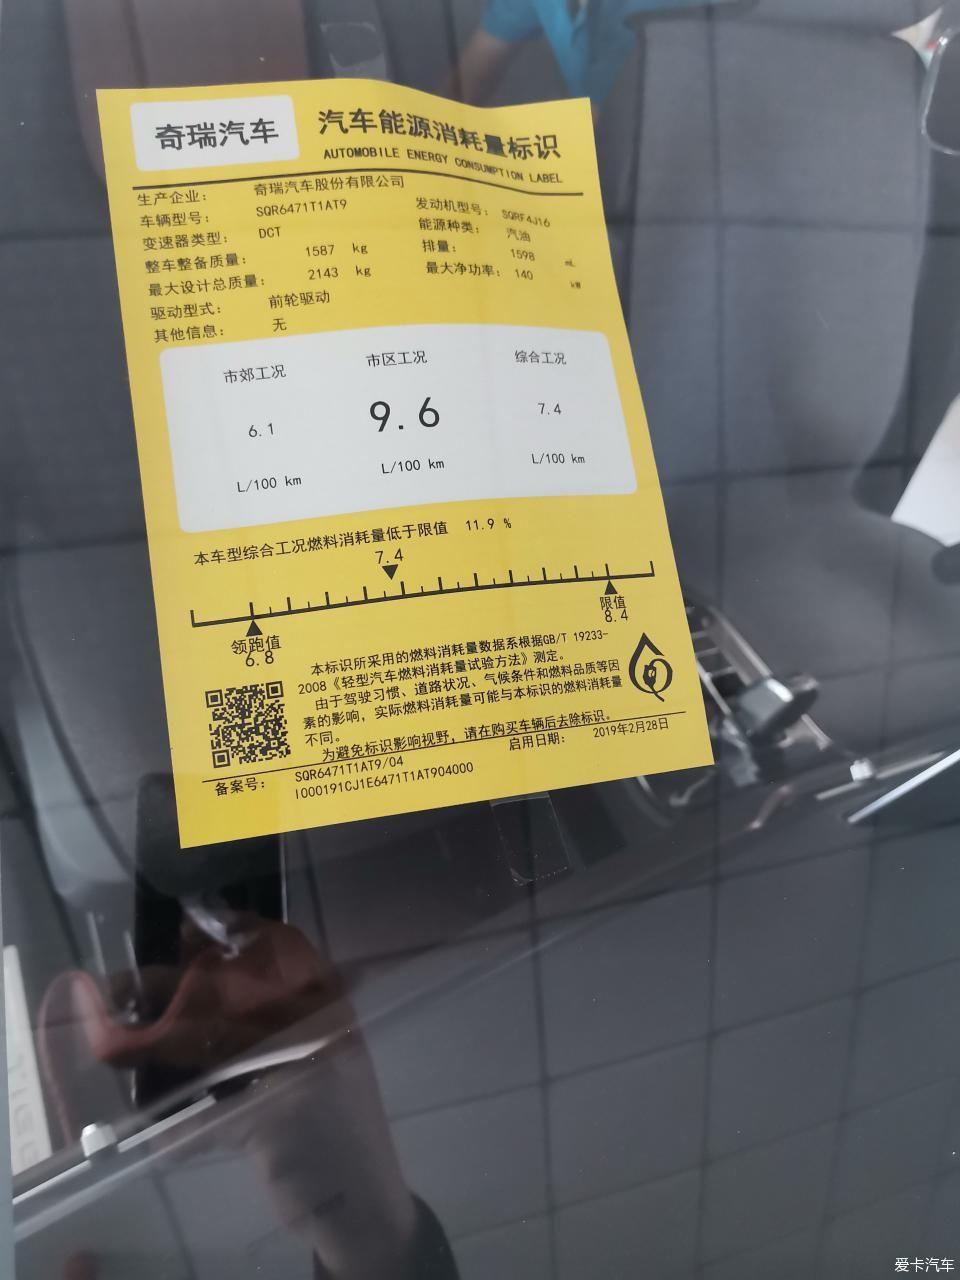 奇瑞汽车
汽车能源消耗量标识
AUTOMOBILE ENERGY CONSUMPTION LABEL
生产企业： 奇瑞汽车股份有限公司
车辆型号： SQR6471T1AT9 发动机型号： SQRF4J16
变速器类型： DCT 能源种类： 汽油
整车整备质量： 1587 kg 排量： 1598 mL
最大设计总质量： 2143 kg 最大净功率： 140 kW
驱动型式： 前轮驱动
其他信息： 无
市郊工况 市区工况 综合工况
6.1 9.6 7.4
L/100 km L/100 km L/100 km
本车型综合工况燃料消耗量低于限值 11.9 %
7.4
领跑值 限值
6.8 8.4
本标识所采用的燃料消耗量数据系根据GB/T 19233-
2008《轻型汽车燃料消耗量试验方法》测定。
由于驾驶习惯、道路状况、气候条件和燃料品质等因
素的影响，实际燃料消耗量可能与本标识的燃料消耗量
不同。
为避免标识影响视野，请在购买车辆后去除标识。
备案号： SQR6471T1AT9/04 启用日期： 2019年2月28日
I000191CJ1E6471T1AT904000
爱卡汽车